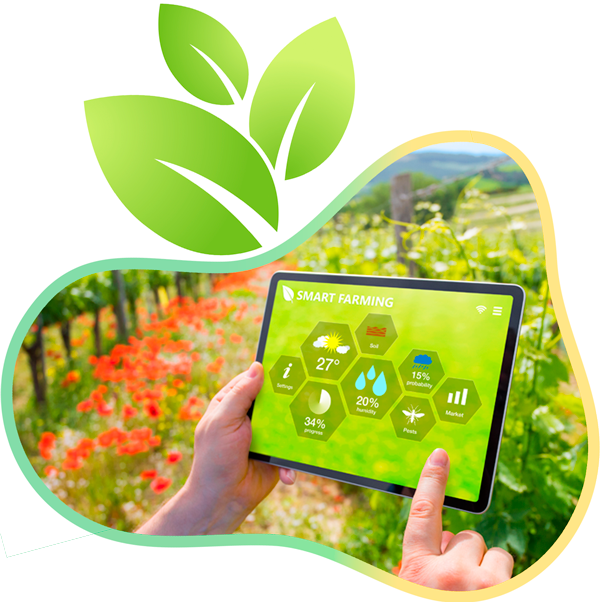 SMART FARMING
Soil
27°
15%
probability
i
Settings
20%
humidity
Market
34%
progress
Pests